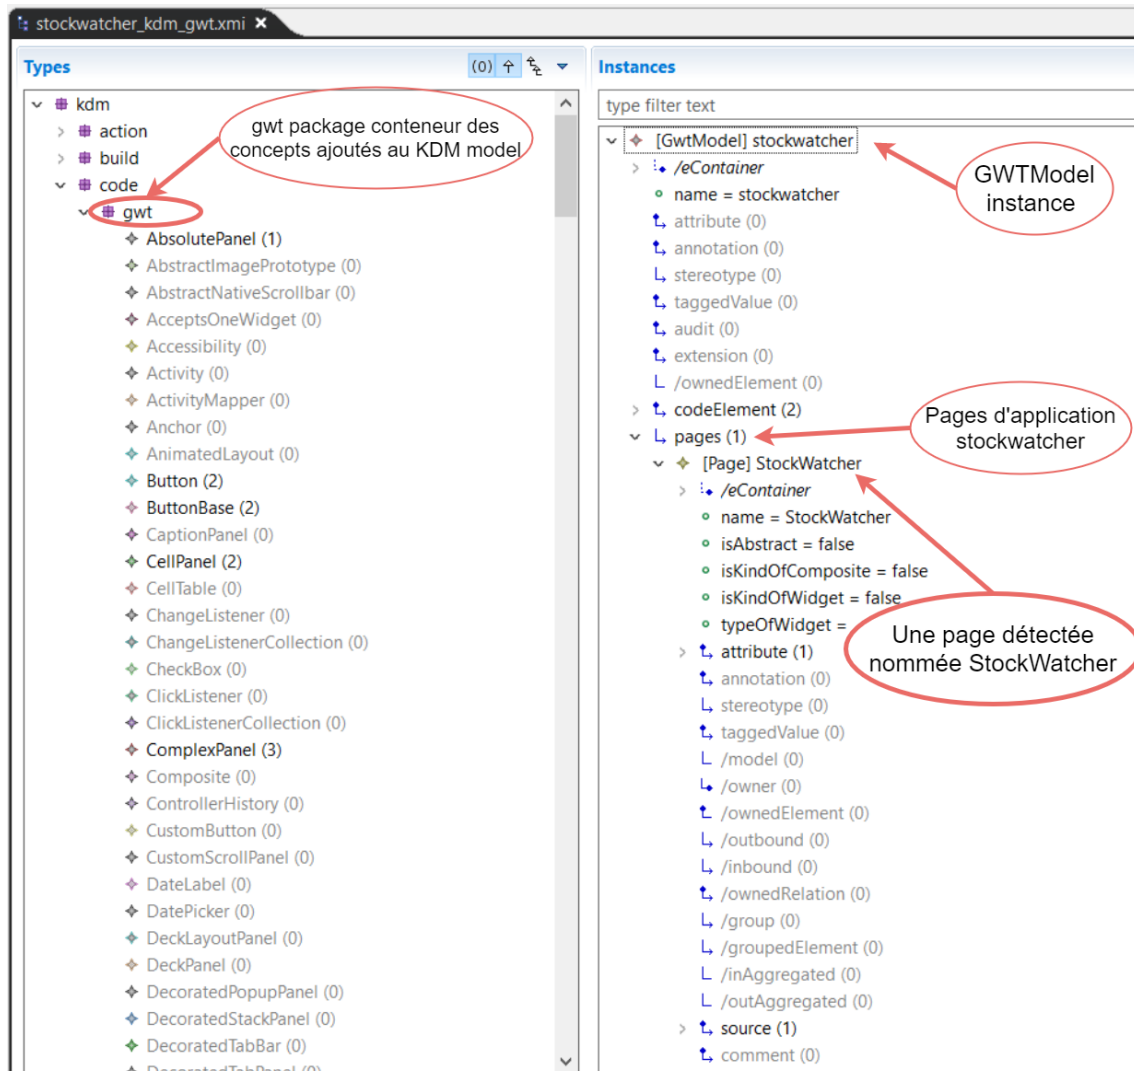 stockwatcher_kdm_gwt.xmi
Types
(0)
kdm
action
build
code
gwt
AbsolutePanel (1)
AbstractImagePrototype (0)
AbstractNativeScrollbar (0)
AcceptsOneWidget (0)
Accessibility (0)
Activity (0)
ActivityMapper (0)
Anchor (0)
AnimatedLayout (0)
Button (2)
ButtonBase (2)
CaptionPanel (0)
CellPanel (2)
CellTable (0)
ChangeListener (0)
ChangeListenerCollection (0)
CheckBox (0)
ClickListener (0)
ClickListenerCollection (0)
ComplexPanel (3)
Composite (0)
ControllerHistory (0)
CustomButton (0)
CustomScrollPanel (0)
DateLabel (0)
DatePicker (0)
DeckLayoutPanel (0)
DeckPanel (0)
DecoratedPopupPanel (0)
DecoratedStackPanel (0)
DecoratedTabBar (0)
DecoratedTabPanel (0)
gwt package conteneur des
concepts ajoutés au KDM model
Instances
type filter text
[GwtModel] stockwatcher
/eContainer
name = stockwatcher
attribute (0)
annotation (0)
stereotype (0)
taggedValue (0)
audit (0)
extension (0)
/ownedElement (0)
codeElement (2)
pages (1)
[Page] StockWatcher
/eContainer
name = StockWatcher
isAbstract = false
isKindOfComposite = false
isKindOfWidget = false
typeOfWidget =
attribute (1)
annotation (0)
stereotype (0)
taggedValue (0)
/model (0)
/owner (0)
/ownedElement (0)
/outbound (0)
/inbound (0)
/ownedRelation (0)
/group (0)
/groupedElement (0)
/inAggregated (0)
/outAggregated (0)
source (1)
comment (0)
GWTModel
instance
Pages d'application
stockwatcher
Une page détectée
nommée StockWatcher